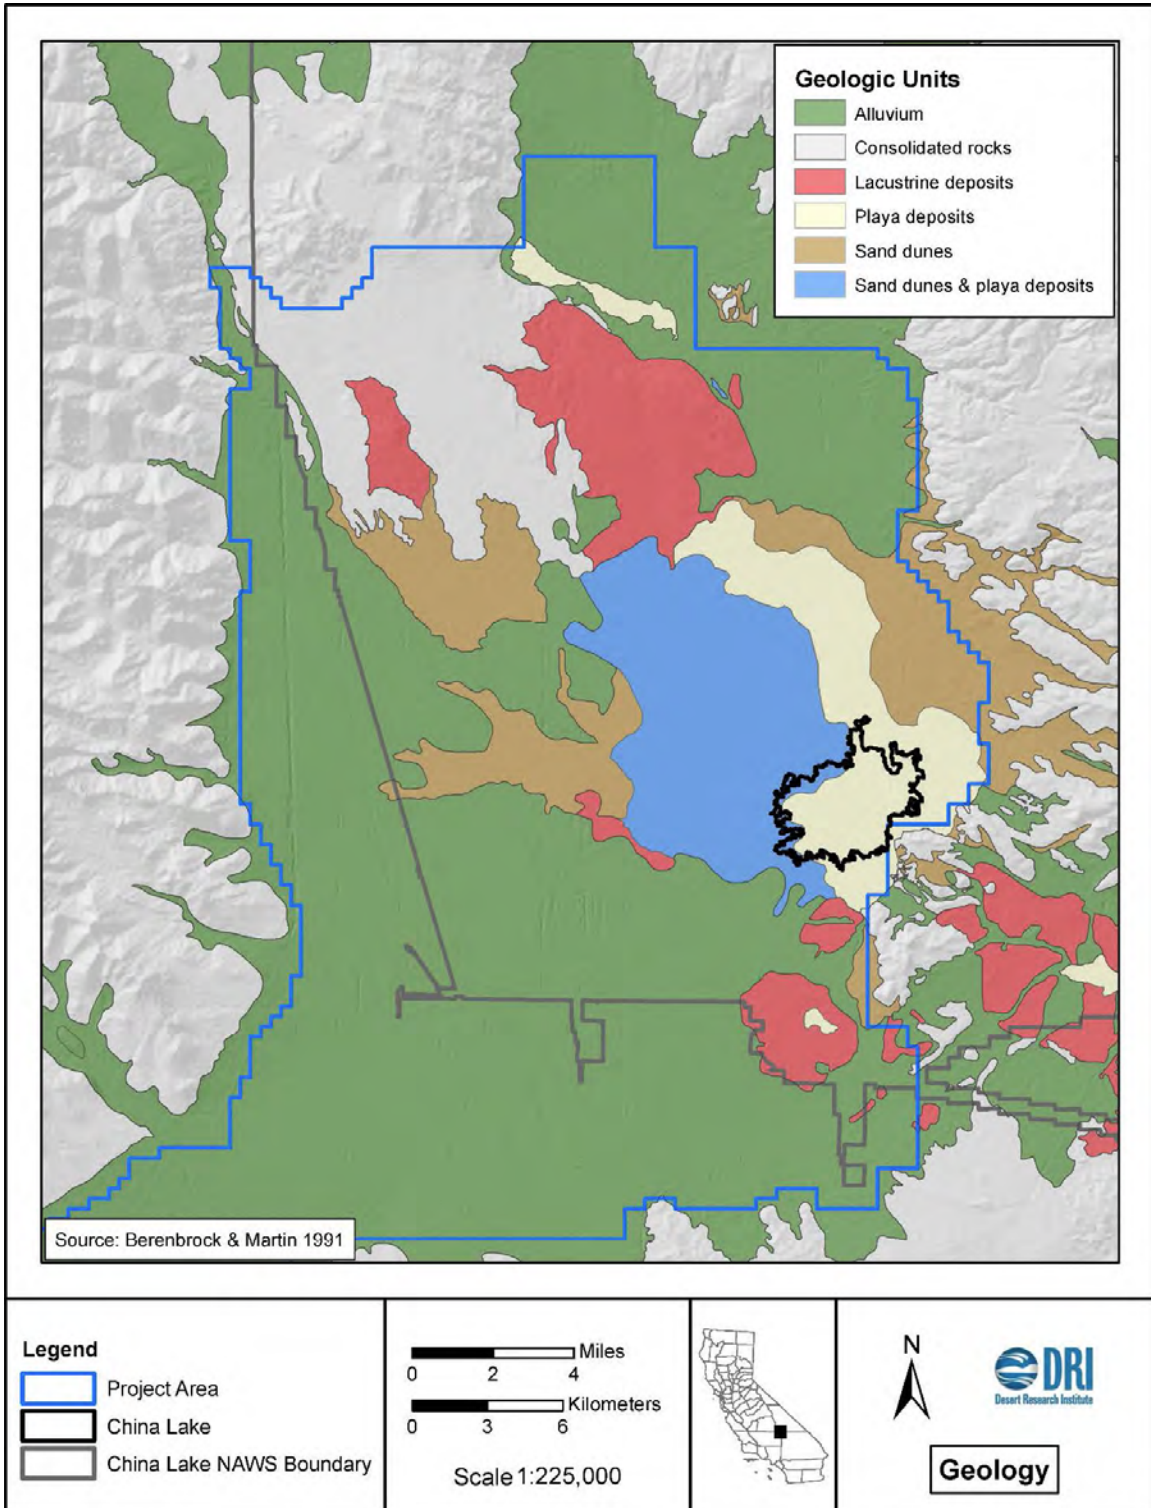 Geologic Units
Alluvium
Consolidated rocks
Lacustrine deposits
Playa deposits
Sand dunes
Sand dunes & playa deposits
Source: Berenbrock & Martin 1991
Legend
Project Area
China Lake
China Lake NAWS Boundary
Miles
0 2 4
Kilometers
0 3 6
Scale 1:225,000
N
DRI
Desert Research Institute
Geology